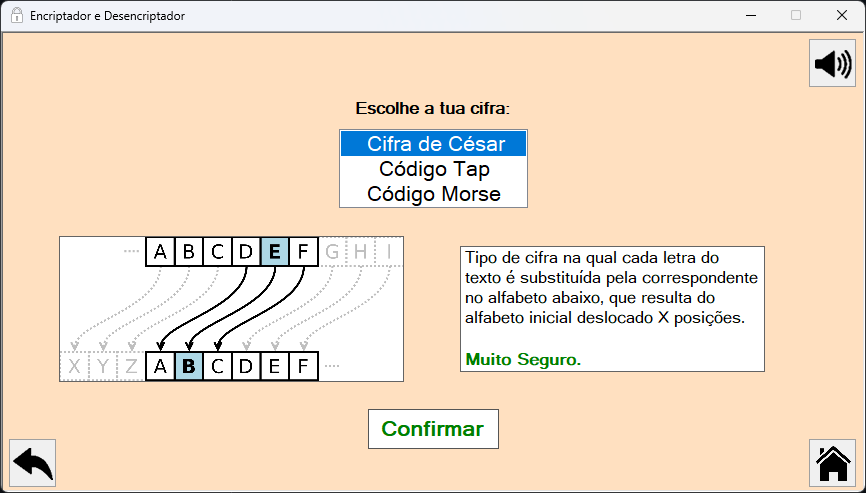 Encriptador e Desencriptador
Escolhe a tua cifra:
Cifra de César
Código Tap
Código Morse
···· A B C D E F G H I
X Y Z A B C D E F ····
Tipo de cifra na qual cada letra do
texto é substituída pela correspondente
no alfabeto abaixo, que resulta do
alfabeto inicial deslocado X posições.
Muito Seguro.
Confirmar